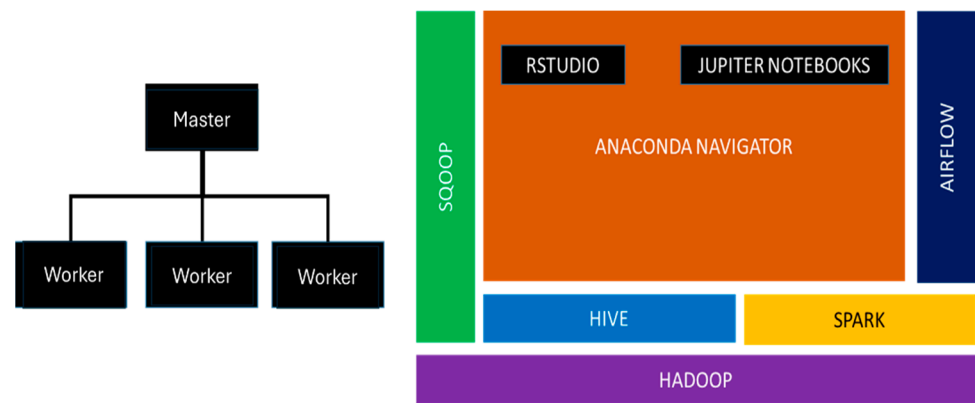 Master
Worker
Worker
Worker
SQOOP
RSTUDIO
JUPITER NOTEBOOKS
ANACONDA NAVIGATOR
AIRFLOW
HIVE
SPARK
HADOOP